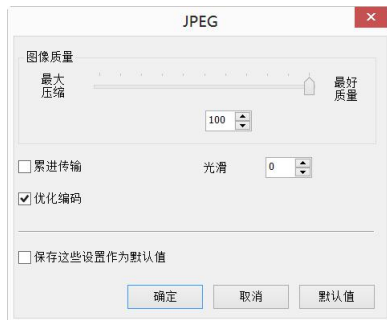 JPEG
图像质量
最大
压缩
最好
质量
100
累进传输
光滑
0
优化编码
保存这些设置作为默认值
确定
取消
默认值